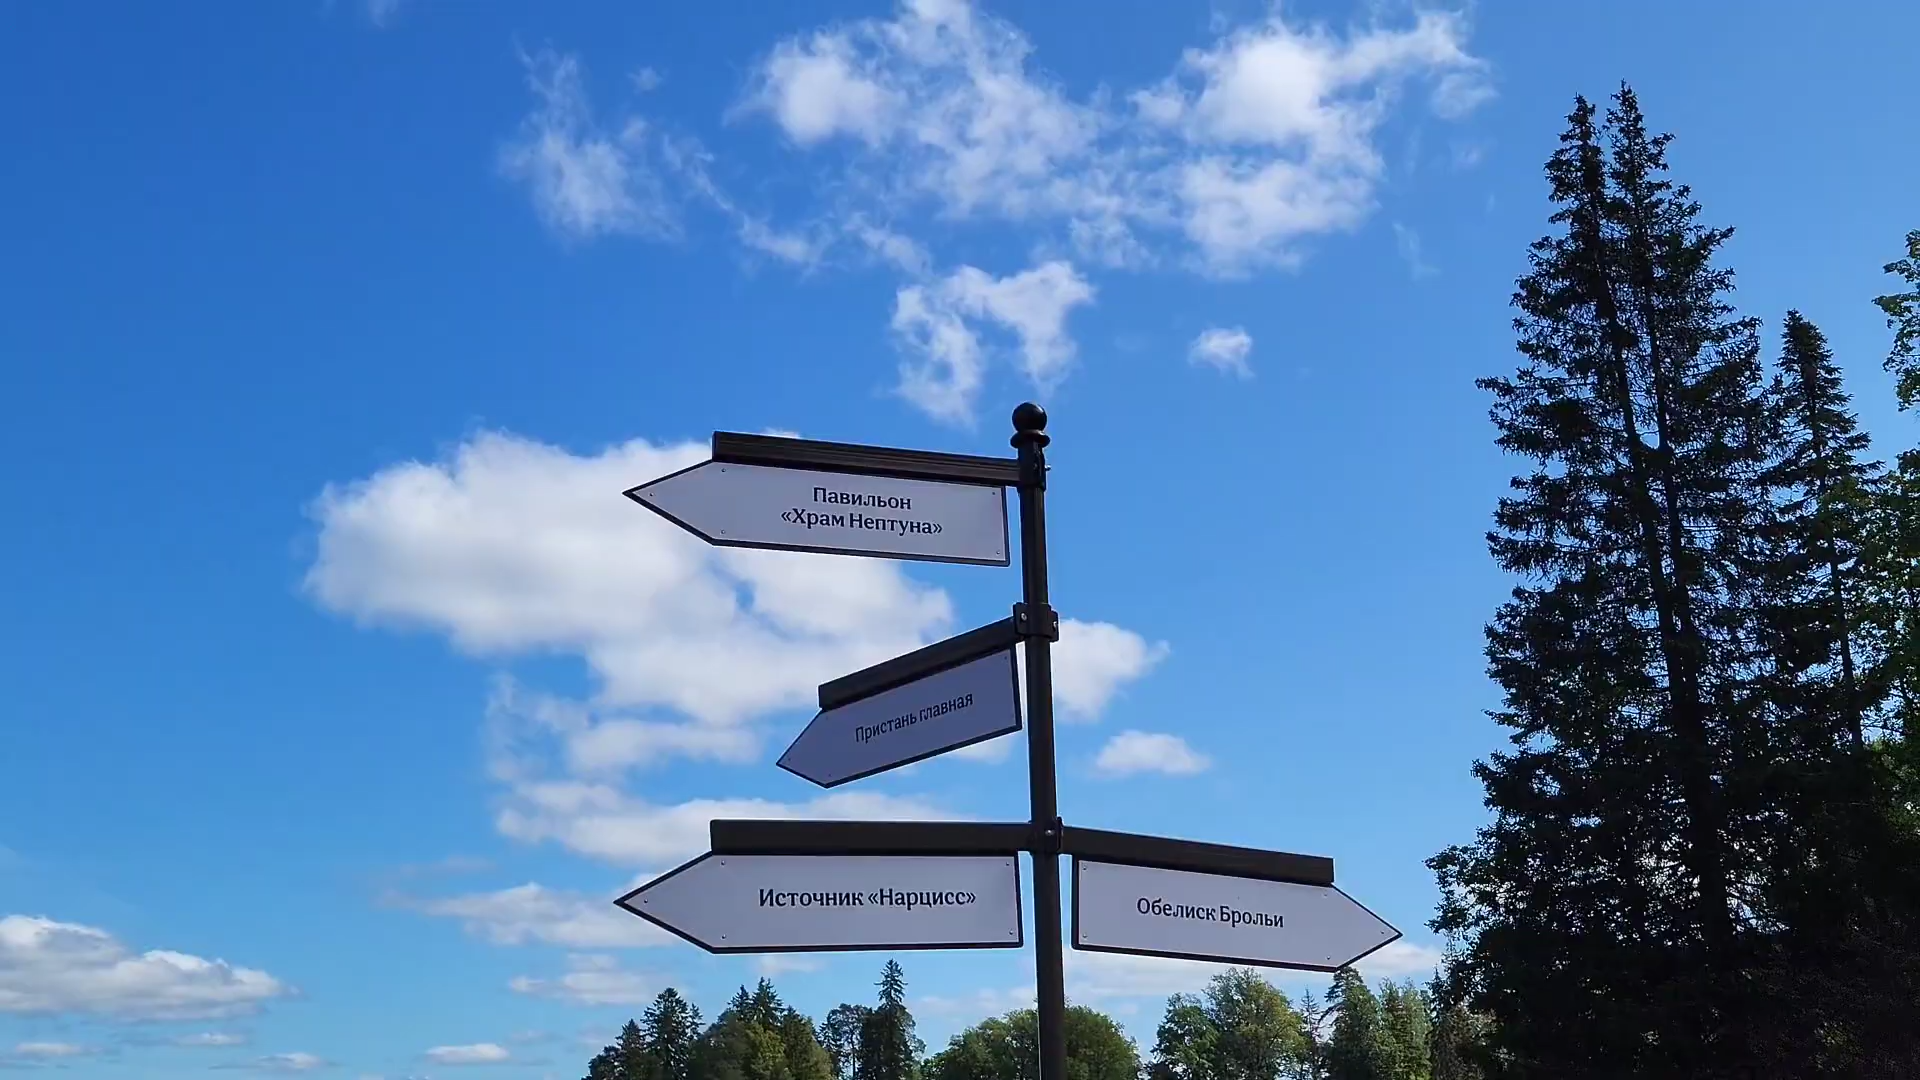 Павильон
«Храм Нептуна»
Пристань главная
Источник «Нарцисс»
Обелиск Брольи